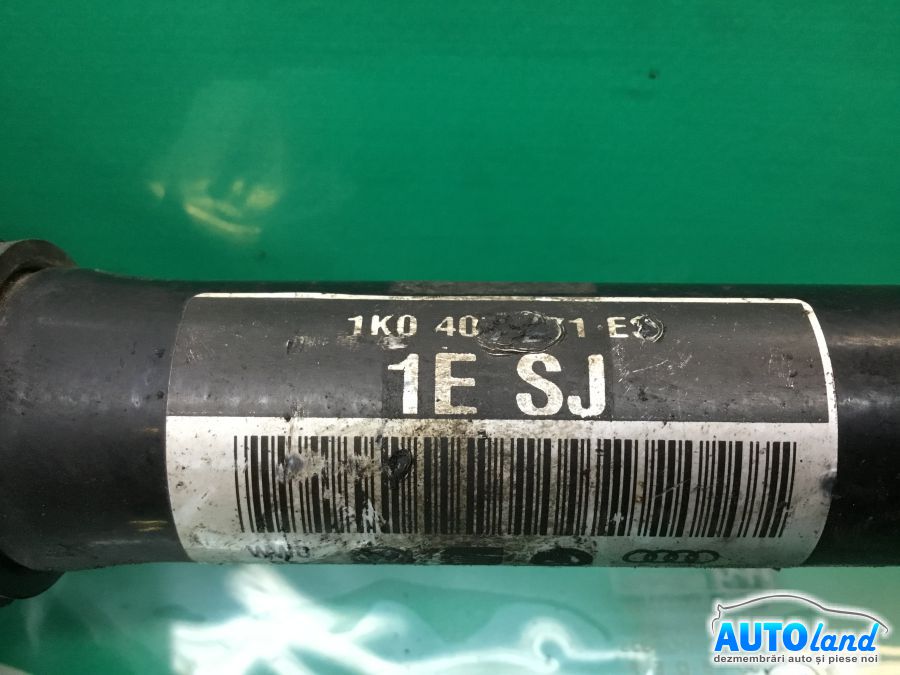 1K0 40 71 E
1E SJ
AUTOland
dezmembrări auto și piese noi